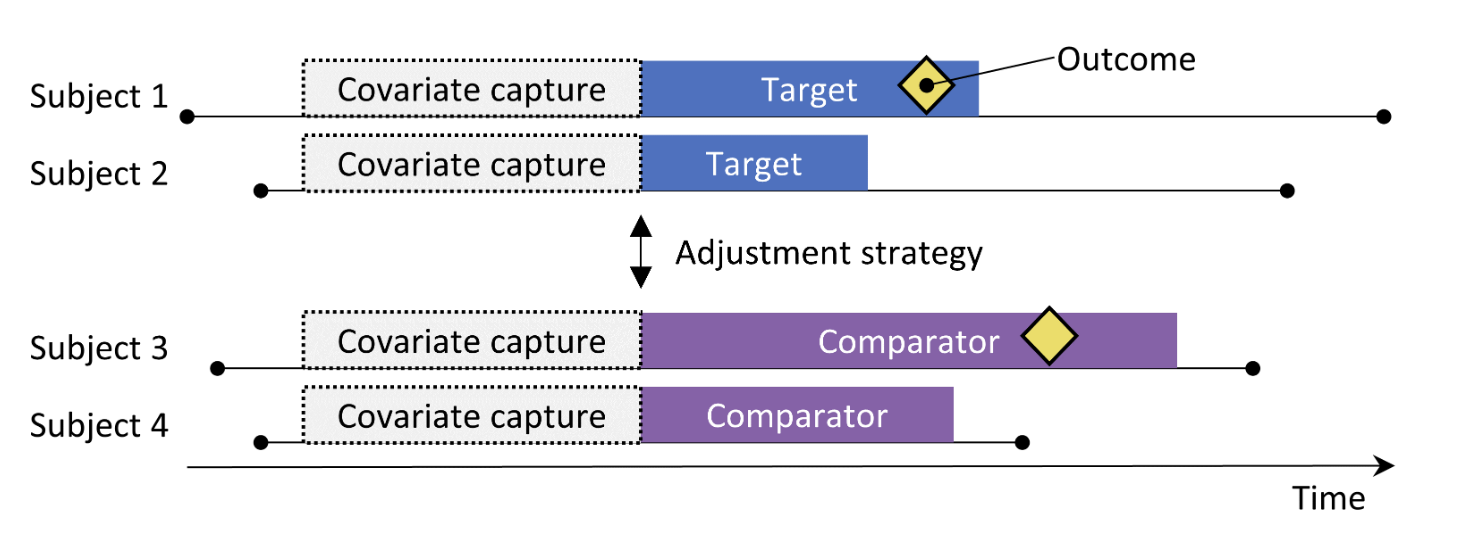 Outcome
Subject 1
Covariate capture
Target
Subject 2
Covariate capture
Target
Adjustment strategy
Subject 3
Covariate capture
Comparator
Subject 4
Covariate capture
Comparator
Time